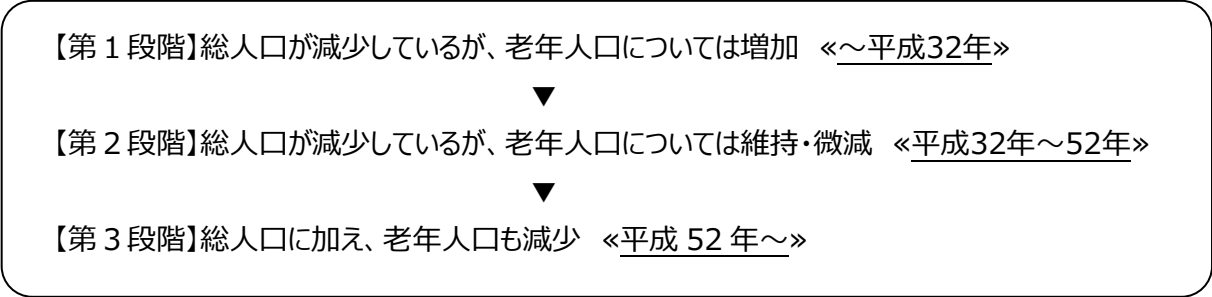 【第１段階】総人口が減少しているが、老年人口については増加 «～平成32年»
▼
【第２段階】総人口が減少しているが、老年人口については維持・微減 «平成32年～52年»
▼
【第３段階】総人口に加え、老年人口も減少 «平成 52 年～»